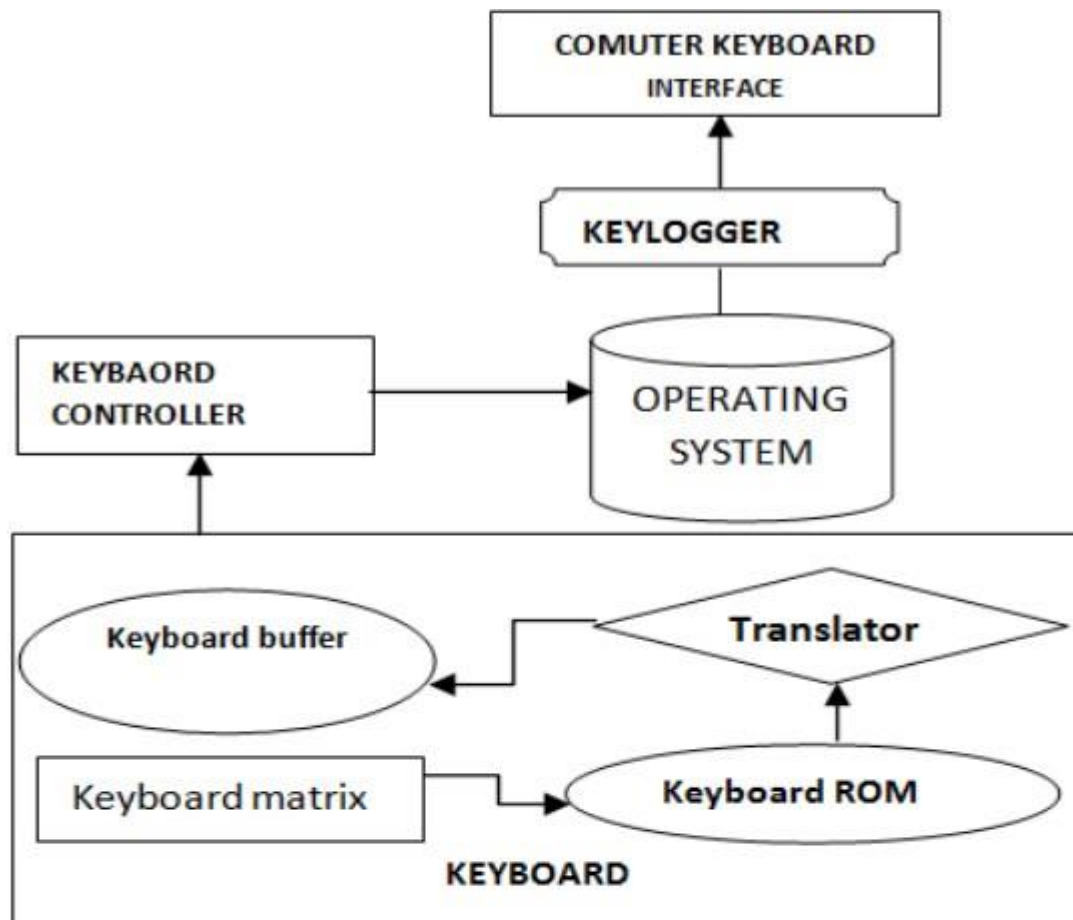 COMUTER KEYBOARD
INTERFACE
KEYLOGGER
KEYBAORD
CONTROLLER
OPERATING
SYSTEM
Keyboard buffer
Translator
Keyboard matrix
Keyboard ROM
KEYBOARD